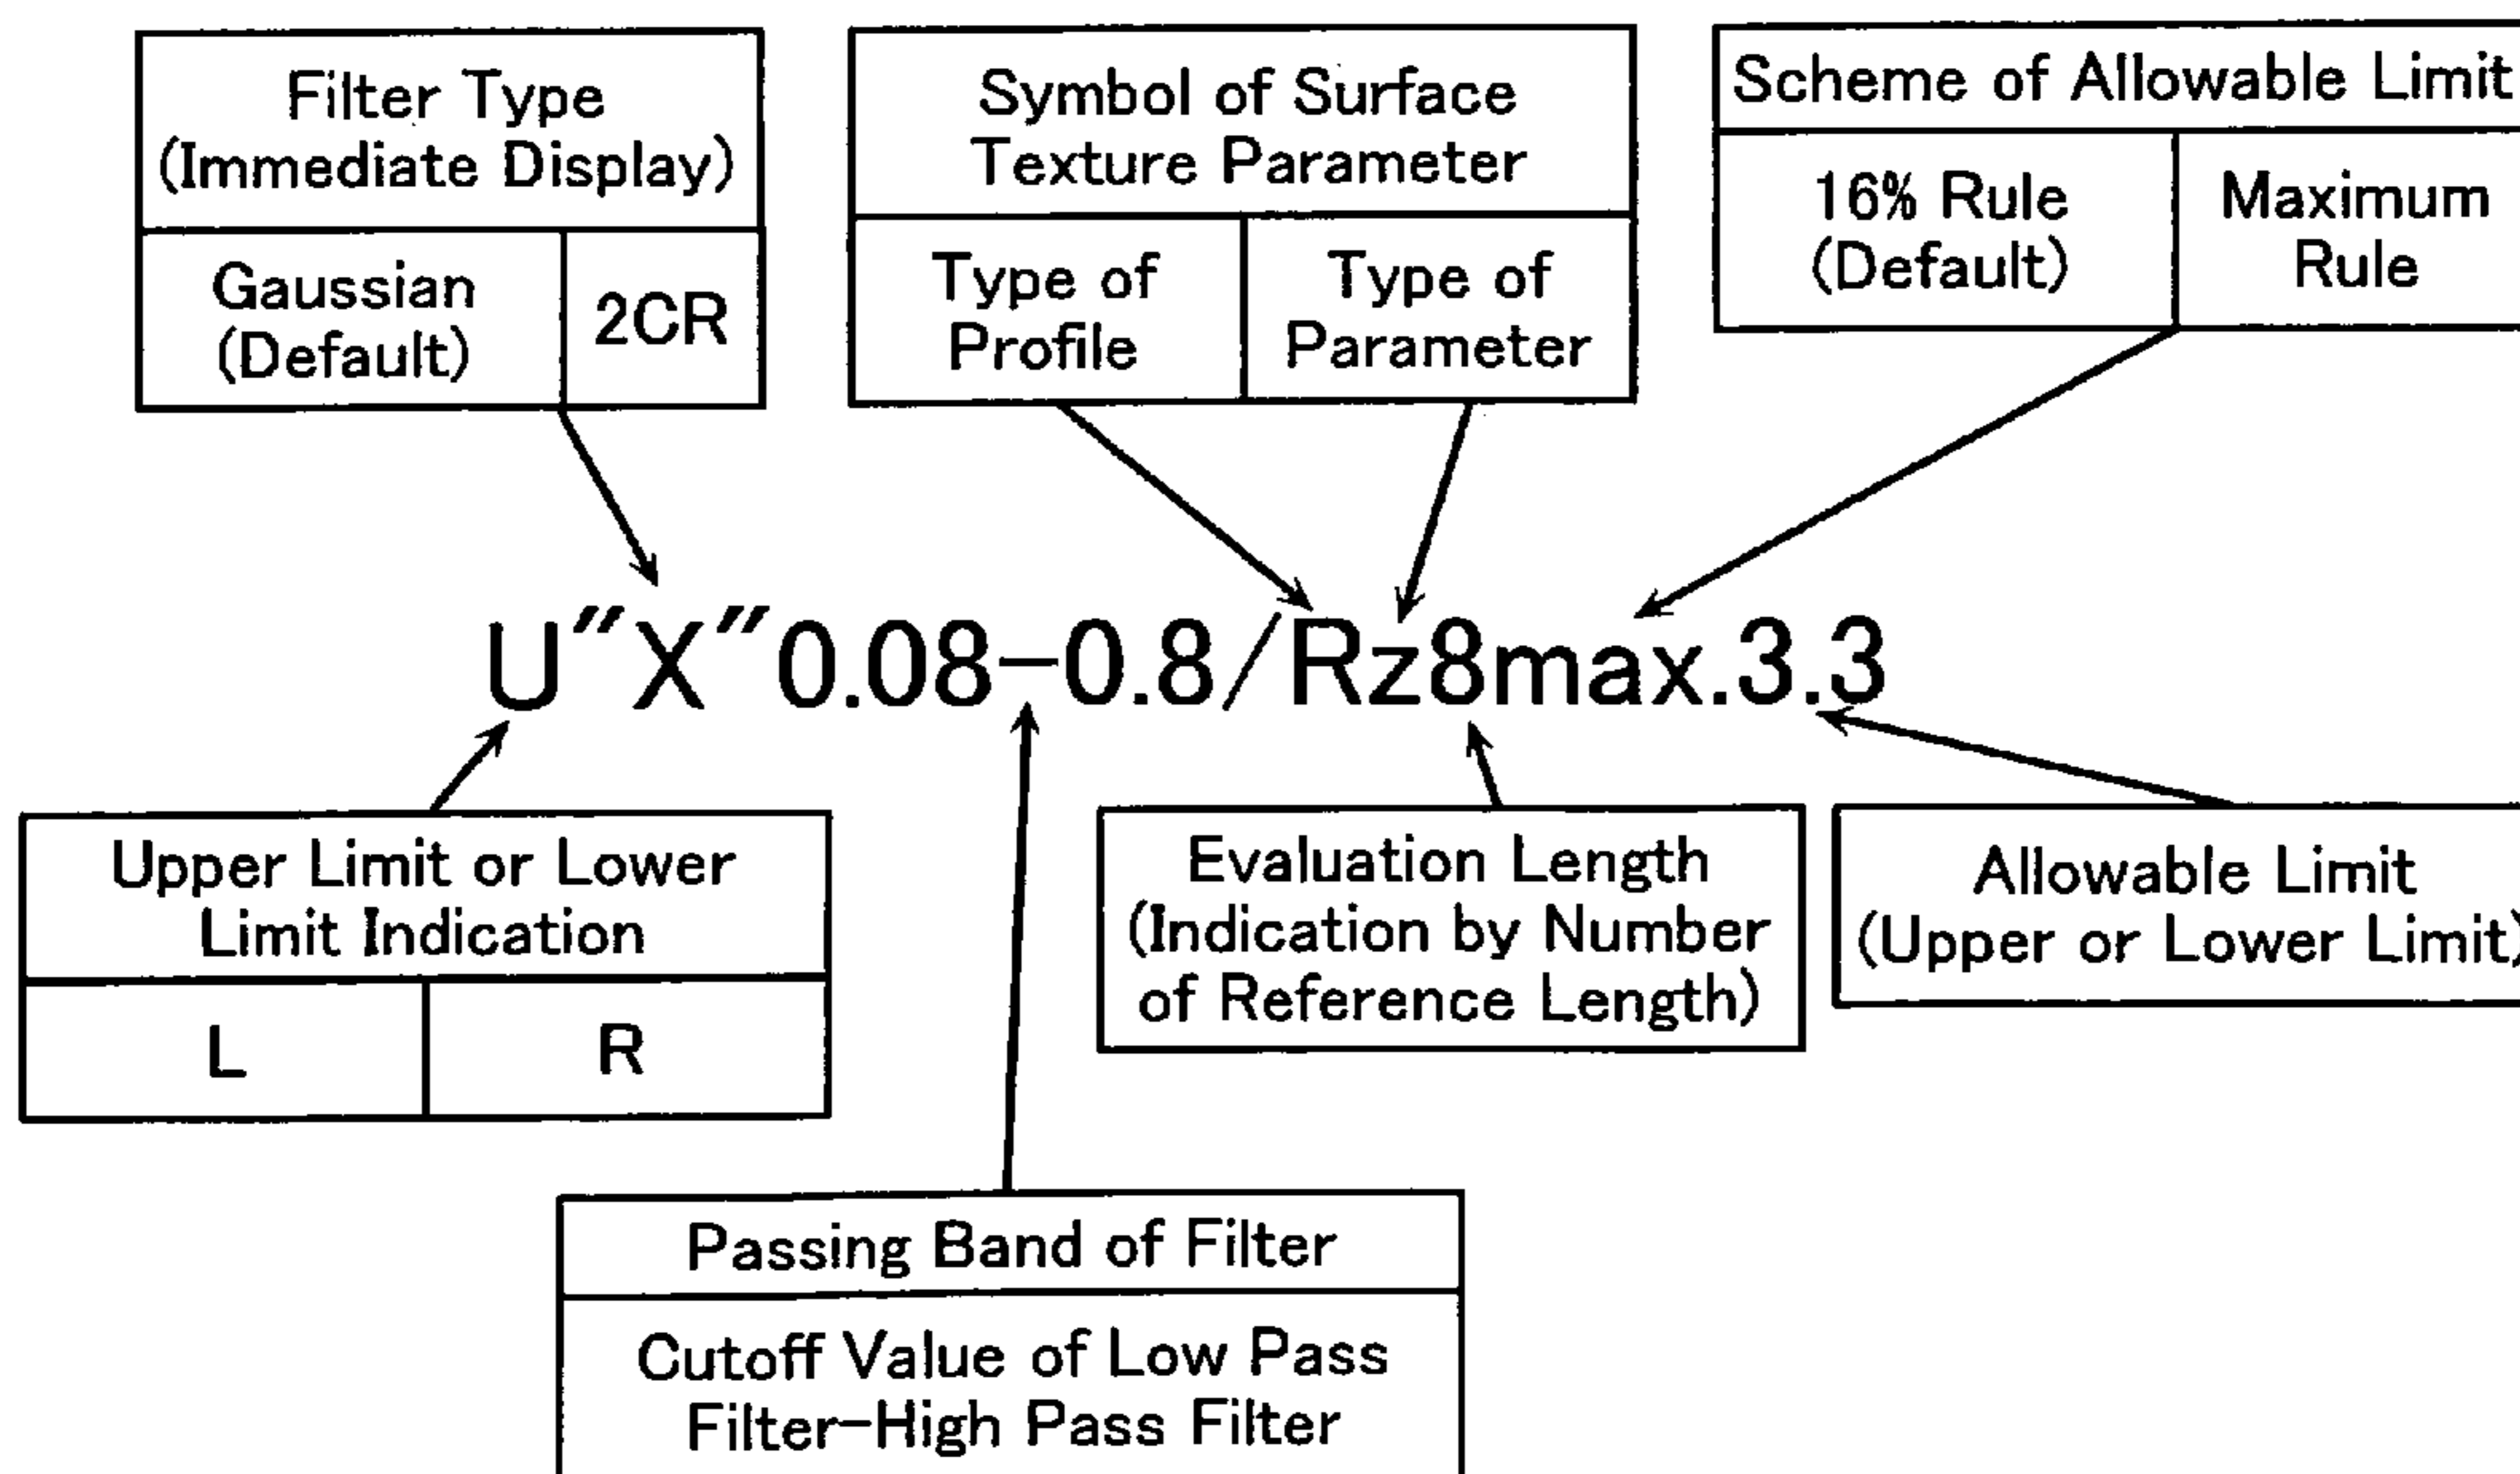 Filter Type
(Immediate Display)
Gaussian
(Default)
2CR
Symbol of Surface
Texture Parameter
Type of
Profile
Type of
Parameter
Scheme of Allowable Limit
16% Rule
(Default)
Maximum
Rule
U″X″0.08−0.8/Rz8max.3.3
Upper Limit or Lower
Limit Indication
L
R
Evaluation Length
(Indication by Number
of Reference Length)
Allowable Limit
(Upper or Lower Limit)
Passing Band of Filter
Cutoff Value of Low Pass
Filter−High Pass Filter